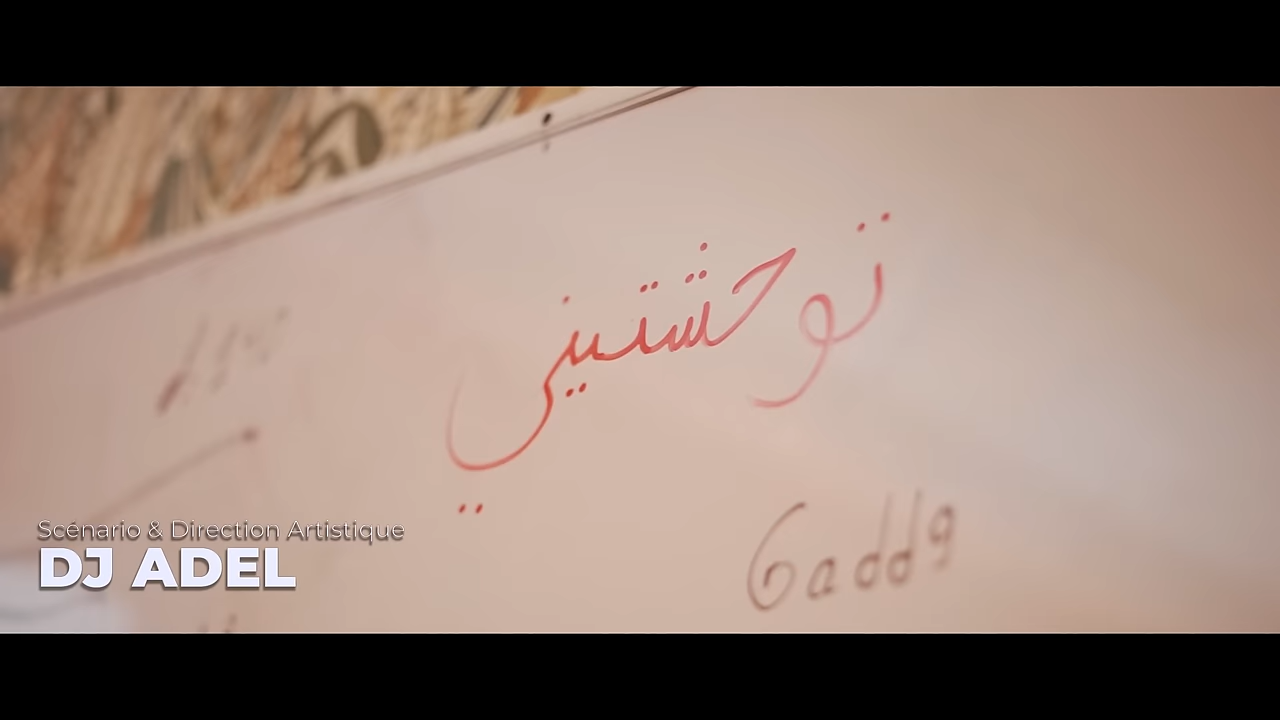 توحشتيني
Gadd9
Scénario & Direction Artistique
DJ ADEL